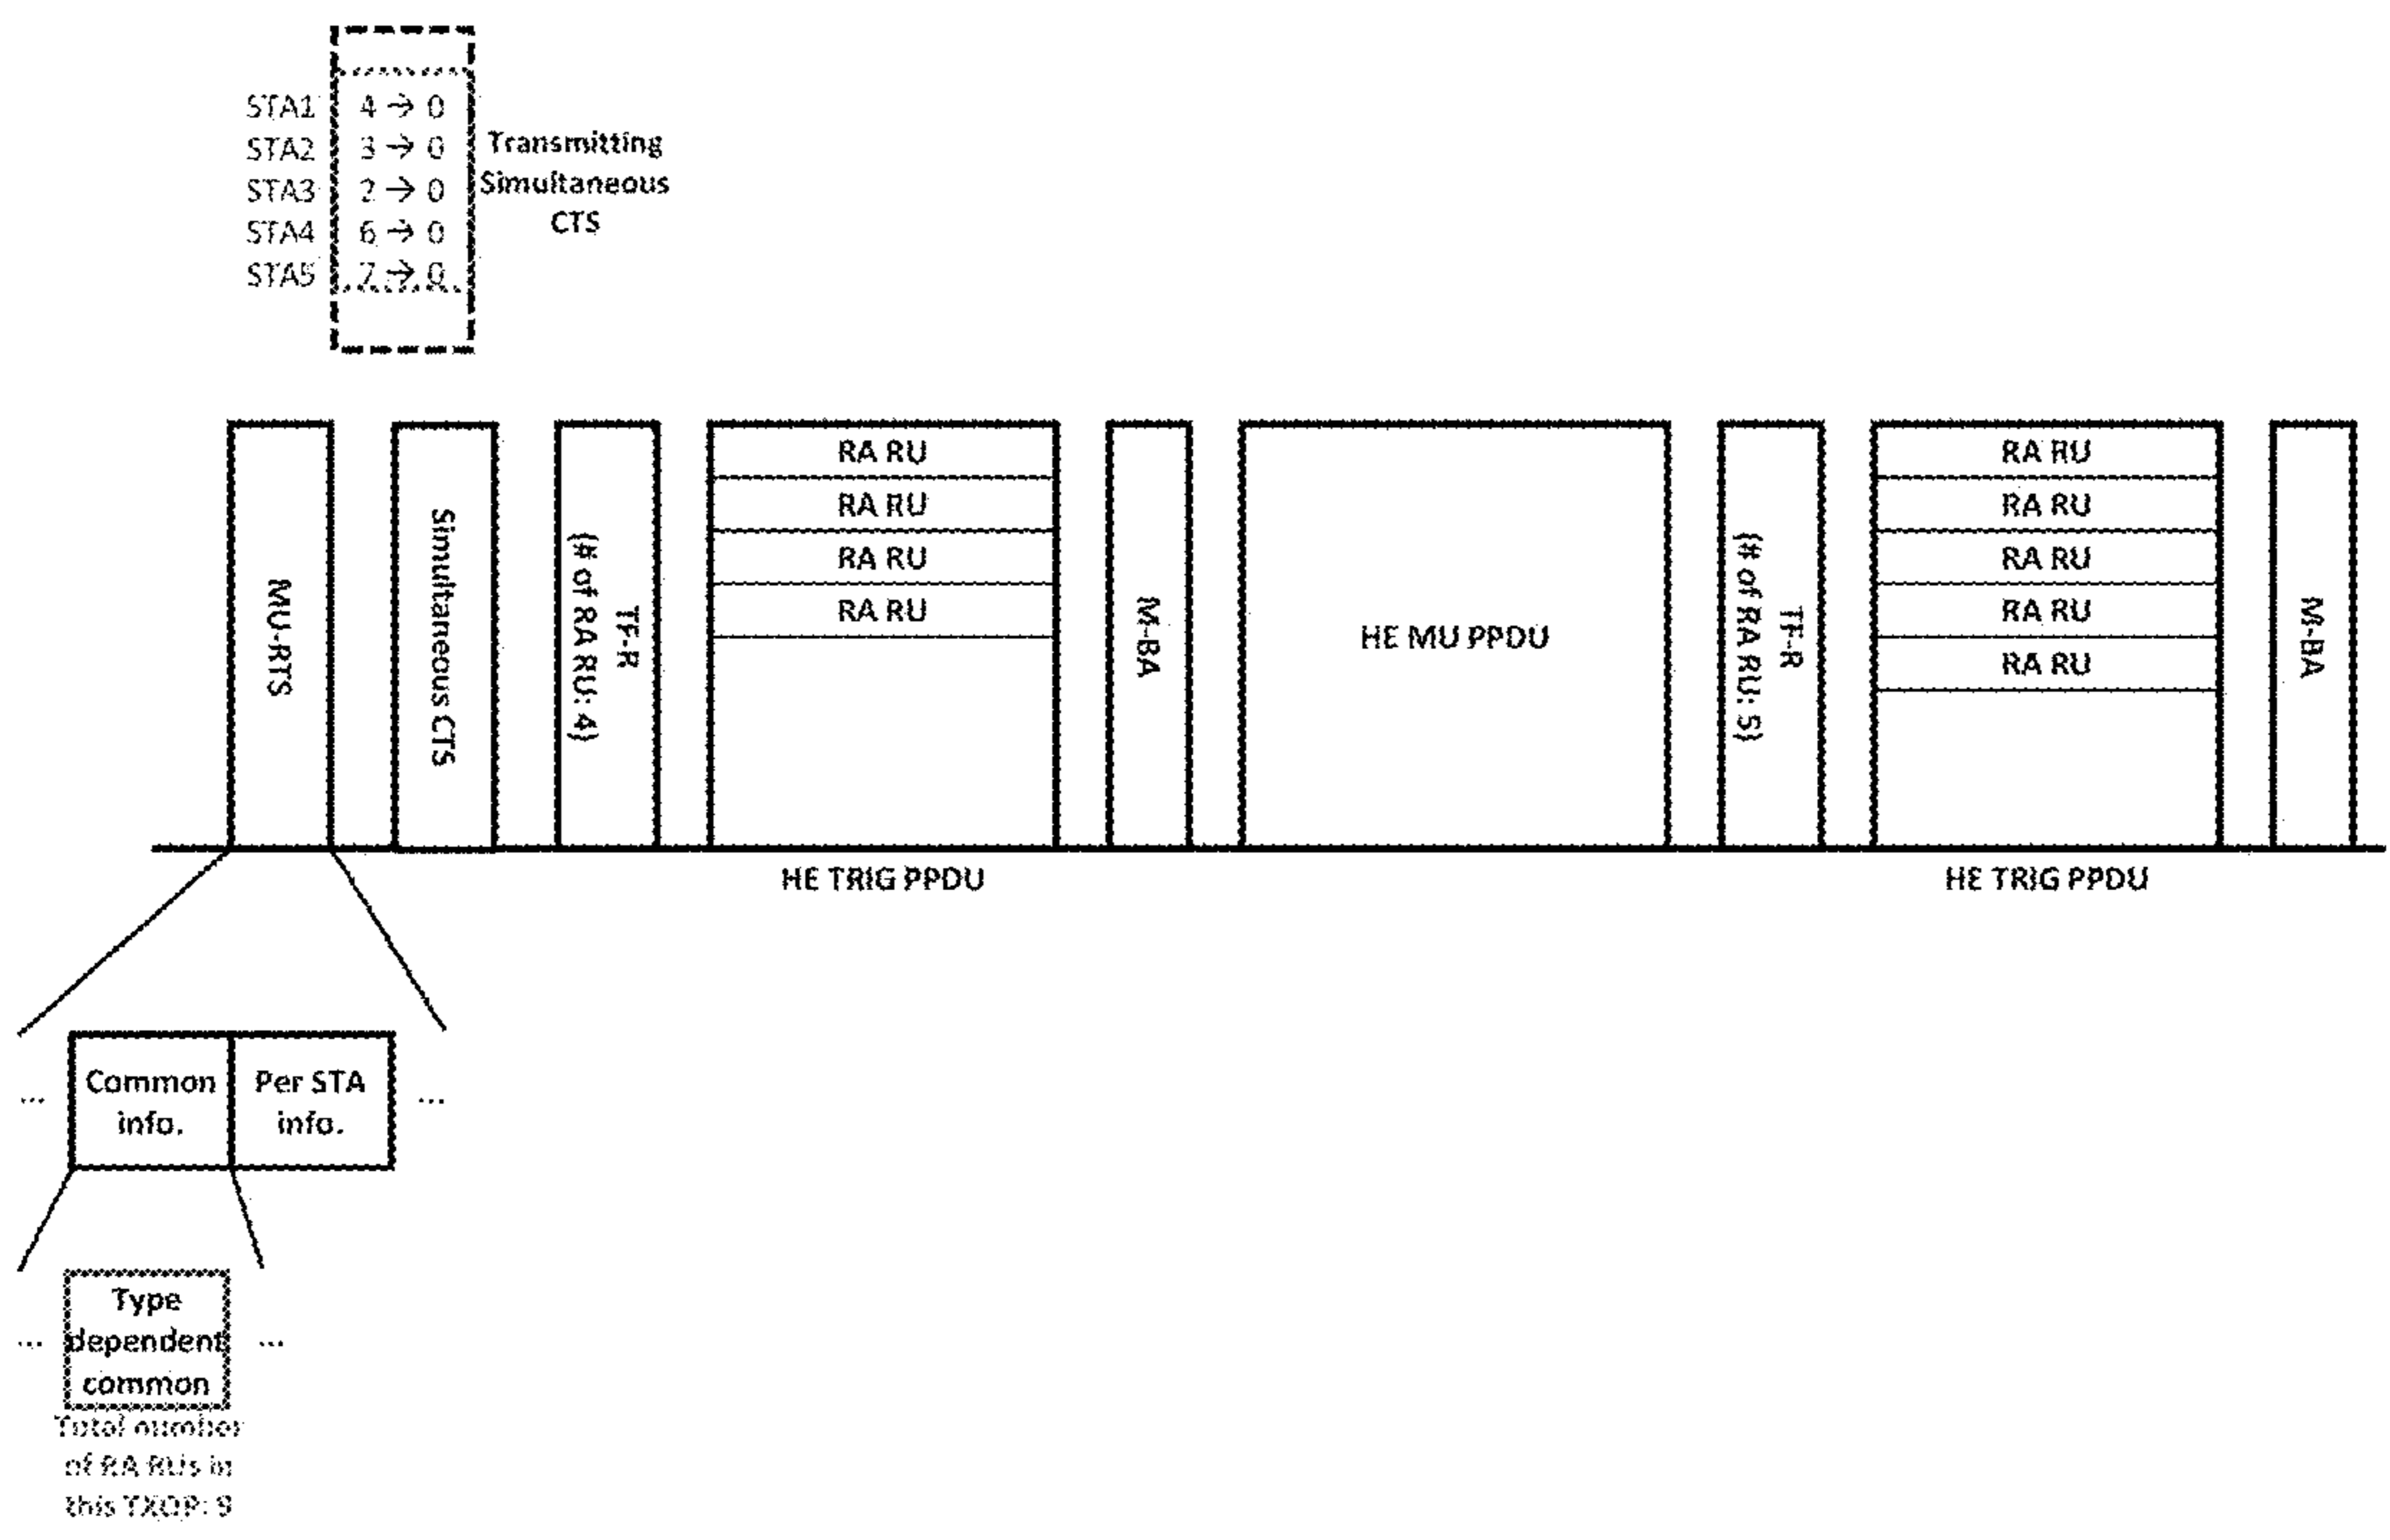 STA1 4 → 0
STA2 3 → 0
STA3 2 → 0
STA4 6 → 0
STA5 7 → 0
Transmitting
Simultaneous
CTS
MU-RTS
Simultaneous CTS
TF-R
(# of RA RU: 4)
RA RU
RA RU
RA RU
RA RU
M-BA
HE MU PPDU
TF-R
(# of RA RU: 5)
RA RU
RA RU
RA RU
RA RU
RA RU
M-BA
HE TRIG PPDU
HE TRIG PPDU
... Common
info.
Per STA
info. ...
... Type
dependent
common ...
Total number
of RA RUs in
this TXOP: 9